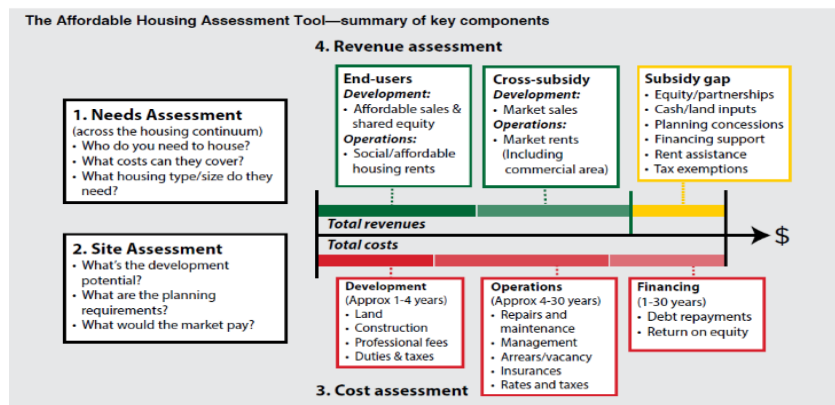 The Affordable Housing Assessment Tool—summary of key components
4. Revenue assessment
1. Needs Assessment
(across the housing continuum)
• Who do you need to house?
• What costs can they cover?
• What housing type/size do they
need?
2. Site Assessment
• What's the development
potential?
• What are the planning
requirements?
• What would the market pay?
End-users
Development:
• Affordable sales &
shared equity
Operations:
• Social/affordable
housing rents
Cross-subsidy
Development:
• Market sales
Operations:
• Market rents
(Including
commercial area)
Subsidy gap
• Equity/partnerships
• Cash/land inputs
• Planning concessions
• Financing support
• Rent assistance
• Tax exemptions
Total revenues
$
Total costs
Development
(Approx 1-4 years)
• Land
• Construction
• Professional fees
• Duties & taxes
Operations
(Approx 4-30 years)
• Repairs and
maintenance
• Management
• Arrears/vacancy
• Insurances
• Rates and taxes
Financing
(1-30 years)
• Debt repayments
• Return on equity
3. Cost assessment